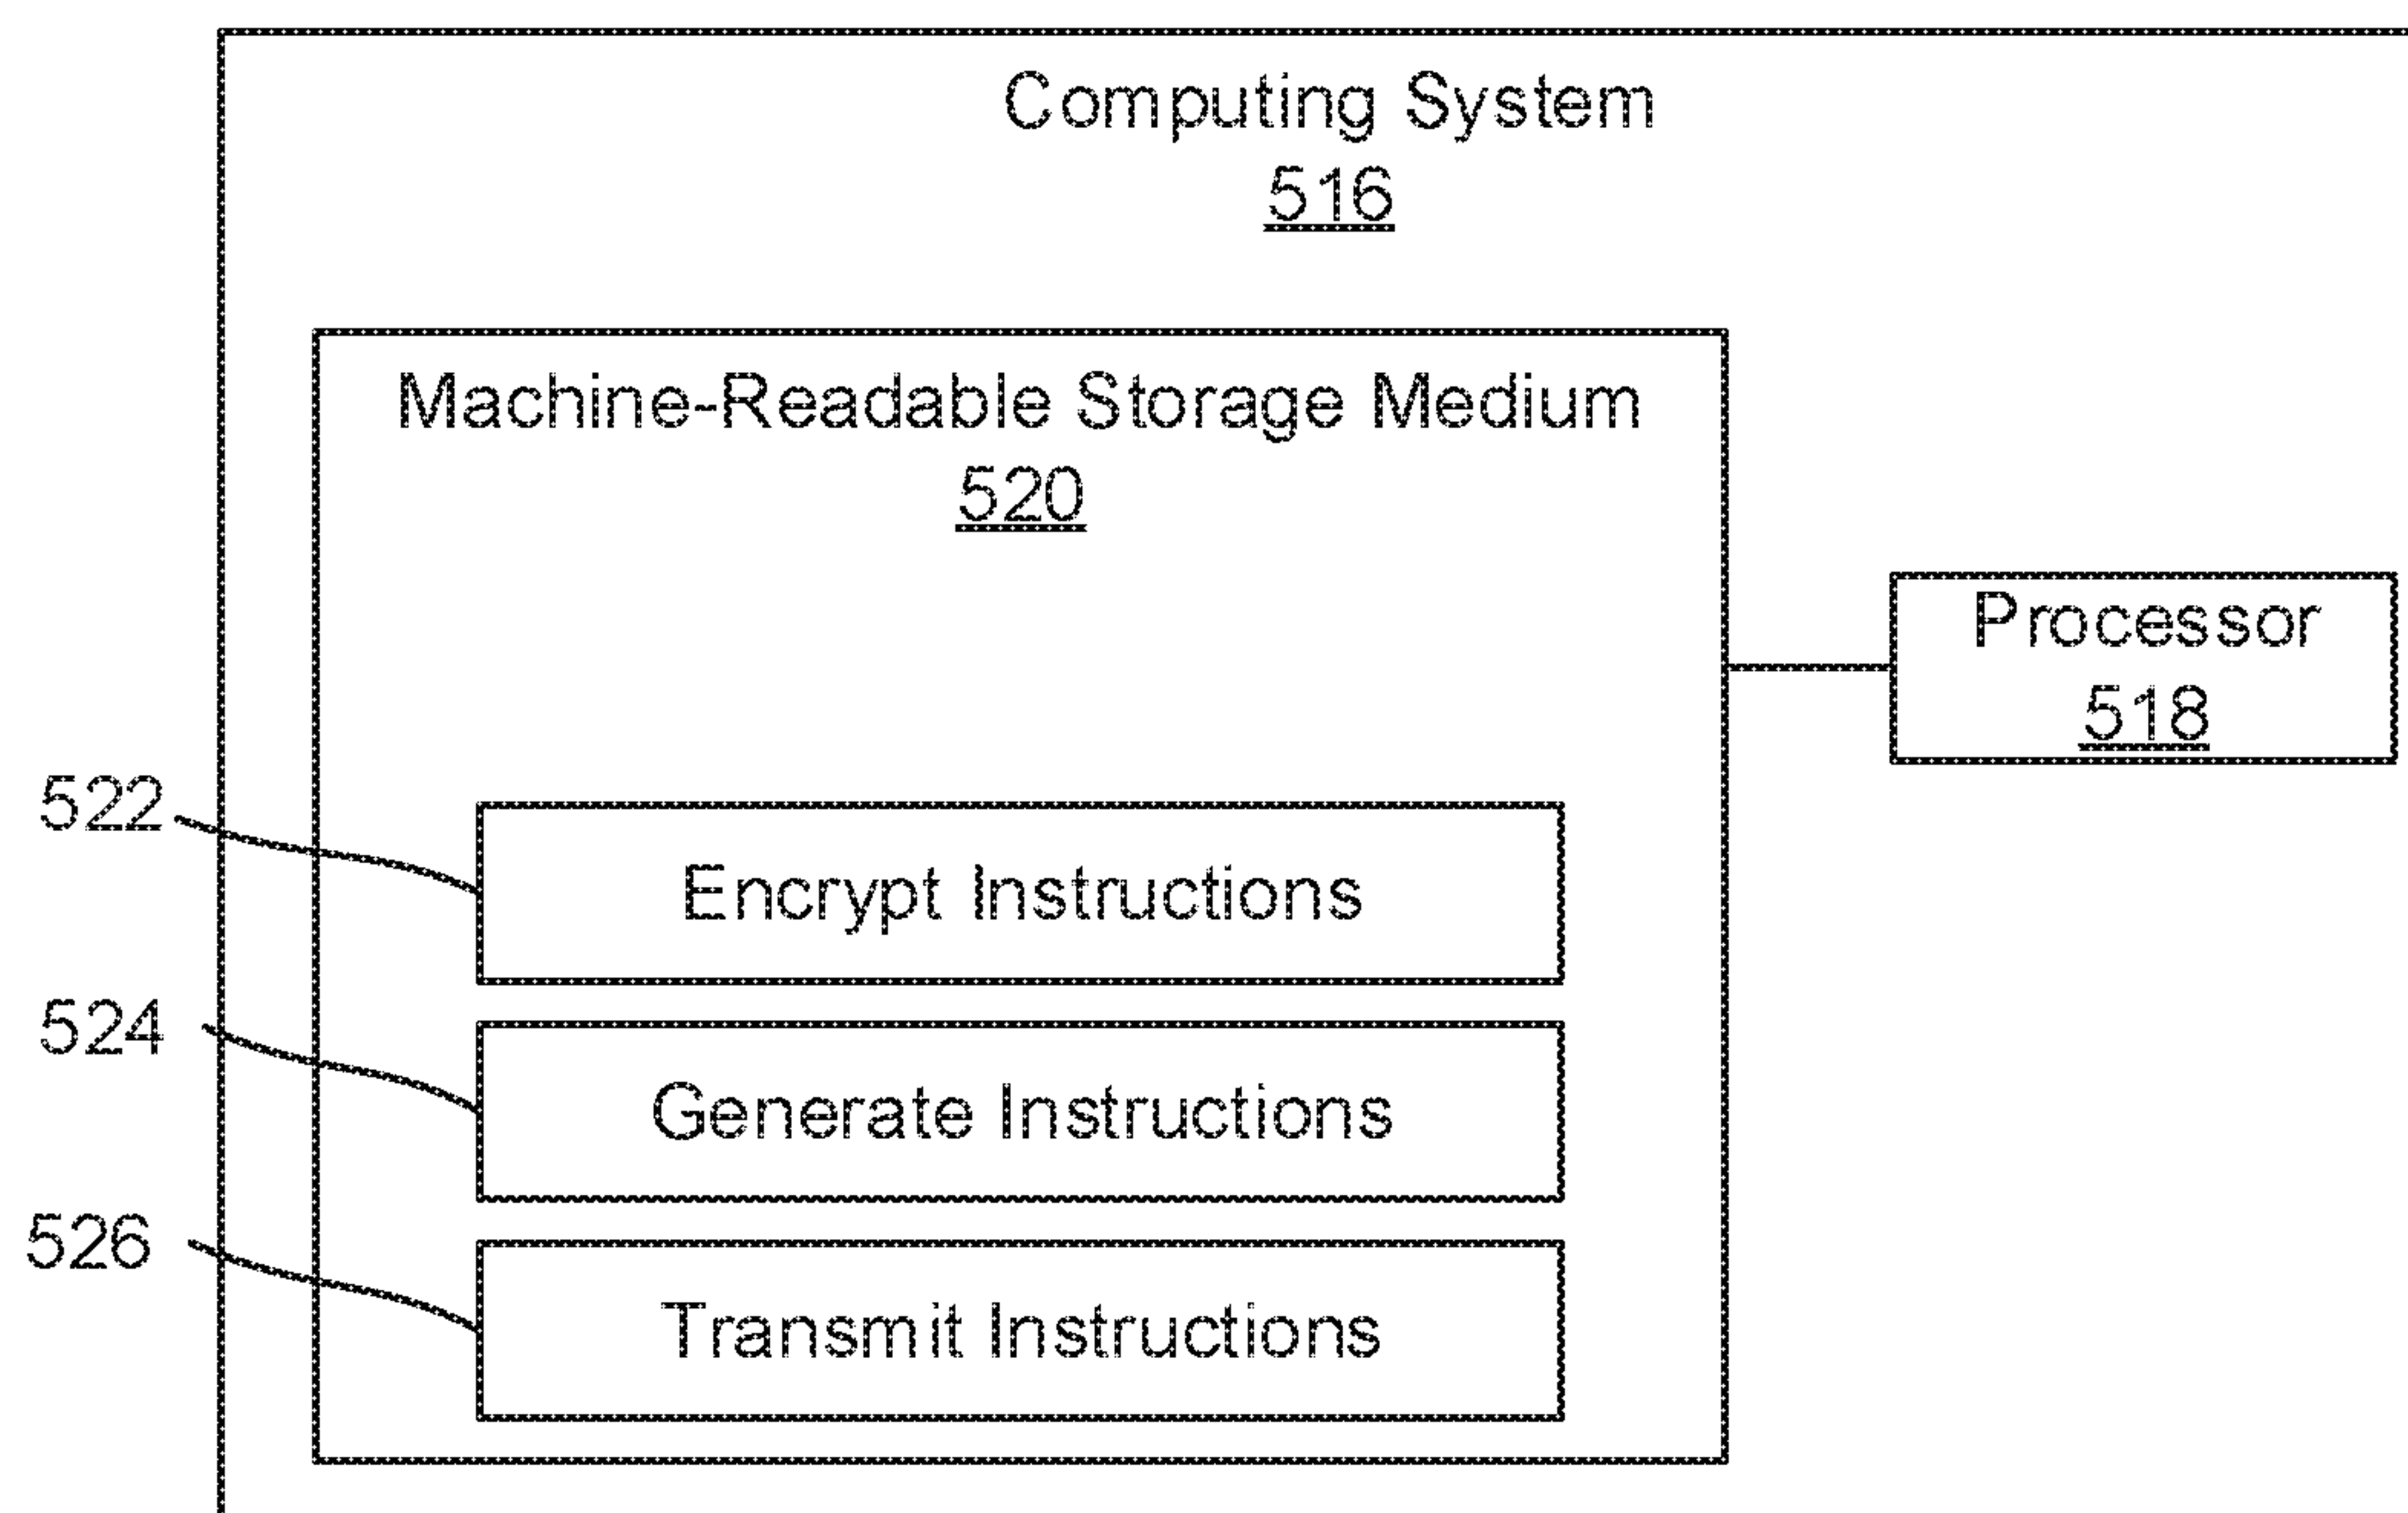 Computing System
516
Machine-Readable Storage Medium
520
Processor
518
522
Encrypt Instructions
524
Generate Instructions
526
Transmit Instructions